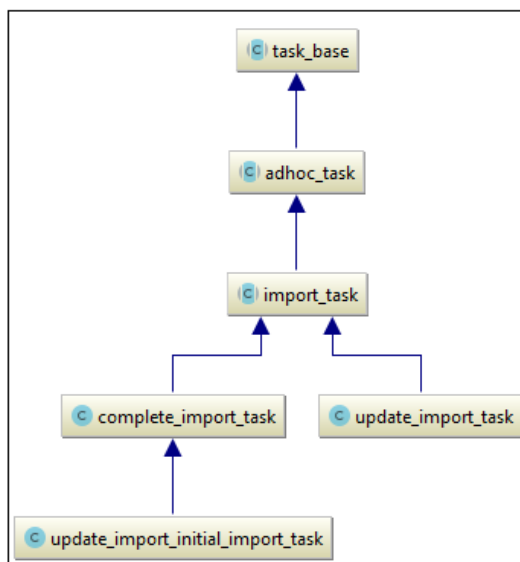 C task_base
C adhoc_task
C import_task
C complete_import_task
C update_import_task
C update_import_initial_import_task